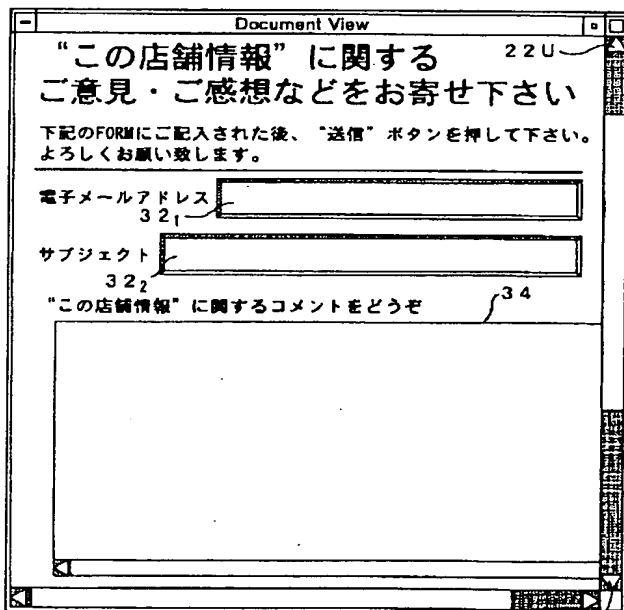 Document View
“この店舗情報”に関する
22U
ご意見・ご感想などをお寄せ下さい
下記のFORMにご記入された後、“送信”ボタンを押して下さい。
よろしくお願い致します。
電子メールアドレス
32₁
サブジェクト
32₂
“この店舗情報”に関するコメントをどうぞ
34